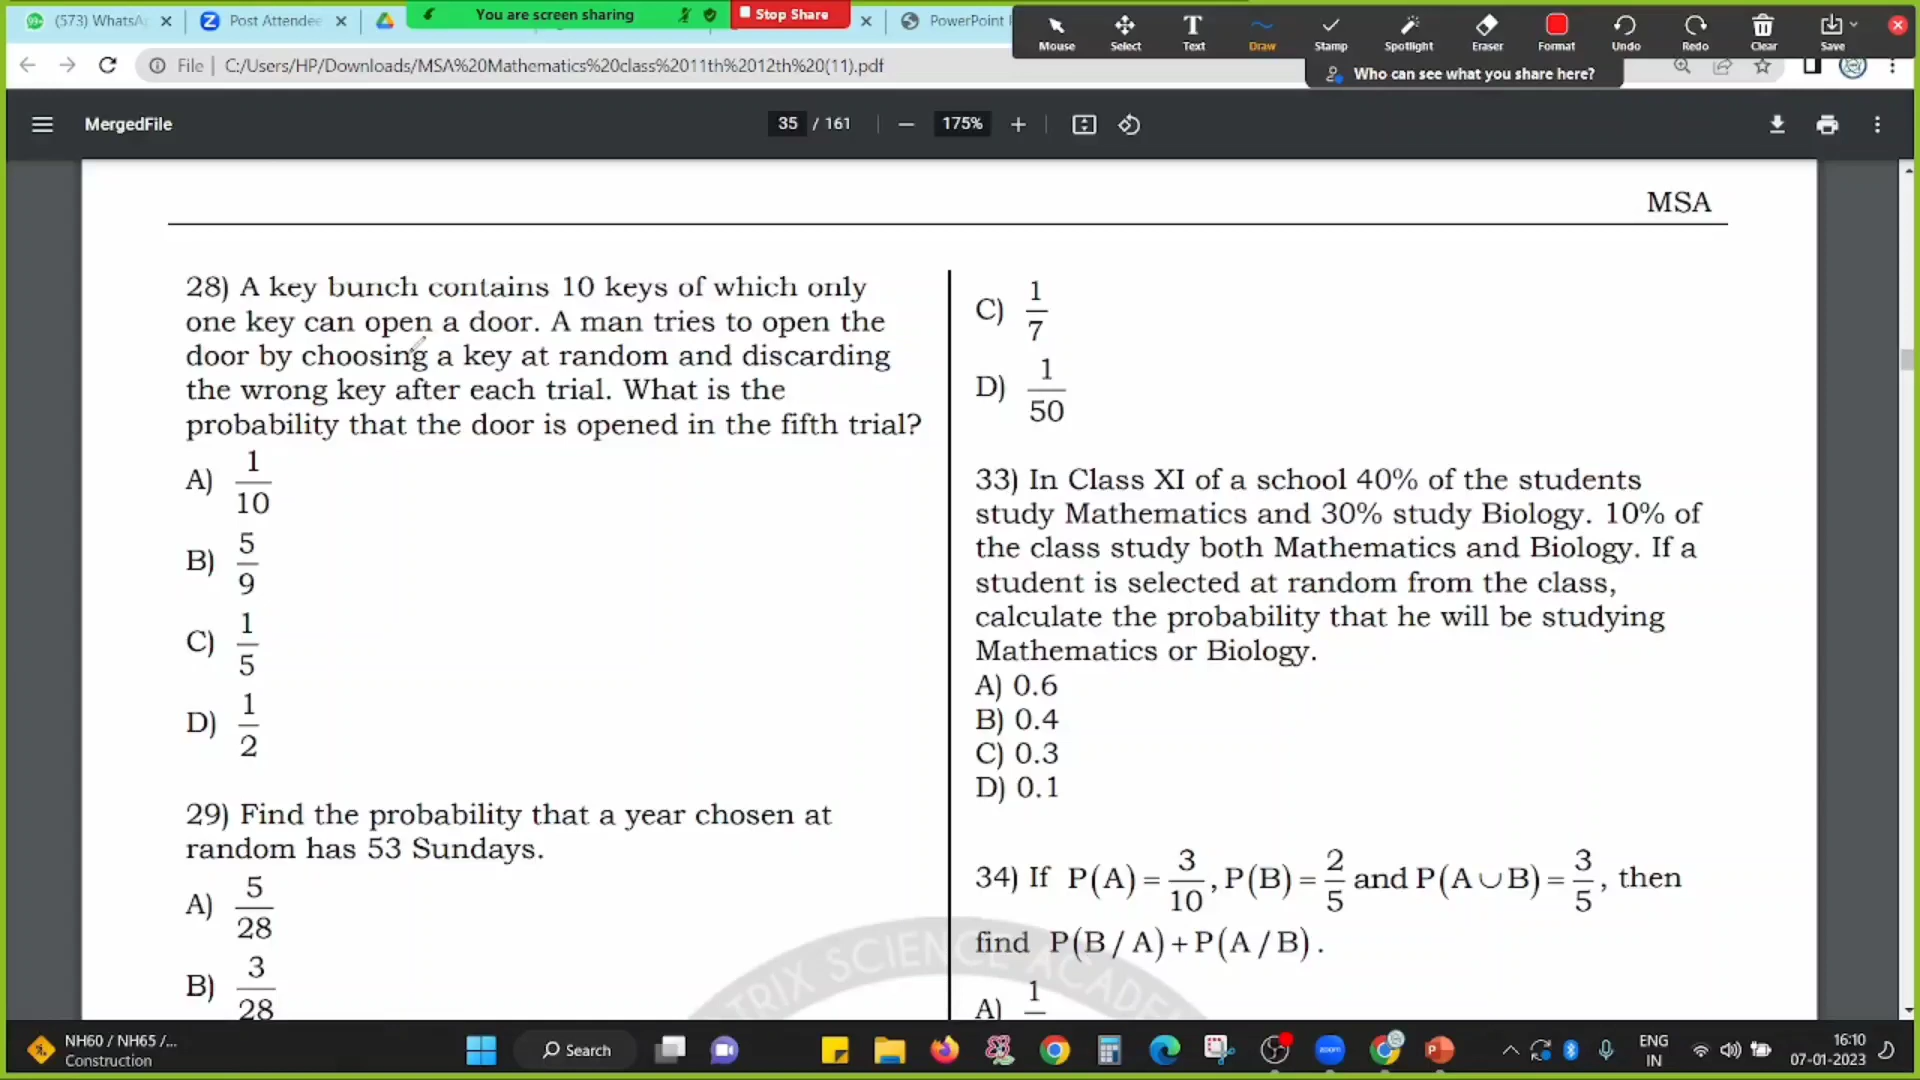 (573) WhatsA
Post Attendee
You are screen sharing
Stop Share
PowerPoint
Mouse
Select
Text
Draw
Stamp
Spotlight
Eraser
Format
Undo
Redo
Clear
Save
File | C:/Users/HP/Downloads/MSA%20Mathematics%20class%2011th%2012th%20(11).pdf
Who can see what you share here?
MergedFile
35 / 161
175%
MSA
28) A key bunch contains 10 keys of which only
one key can open a door. A man tries to open the
door by choosing a key at random and discarding
the wrong key after each trial. What is the
probability that the door is opened in the fifth trial?
A) 1/10
B) 5/9
C) 1/5
D) 1/2
29) Find the probability that a year chosen at
random has 53 Sundays.
A) 5/28
B) 3/28
C) 1/7
D) 1/50
33) In Class XI of a school 40% of the students
study Mathematics and 30% study Biology. 10% of
the class study both Mathematics and Biology. If a
student is selected at random from the class,
calculate the probability that he will be studying
Mathematics or Biology.
A) 0.6
B) 0.4
C) 0.3
D) 0.1
34) If P(A) = 3/10, P(B) = 2/5 and P(A ∪ B) = 3/5, then
find P(B / A) + P(A / B).
A) 1
TRIX SCIENCE ACADE
NH60 / NH65 /...
Construction
Search
zoom
ENG
IN
16:10
07-01-2023